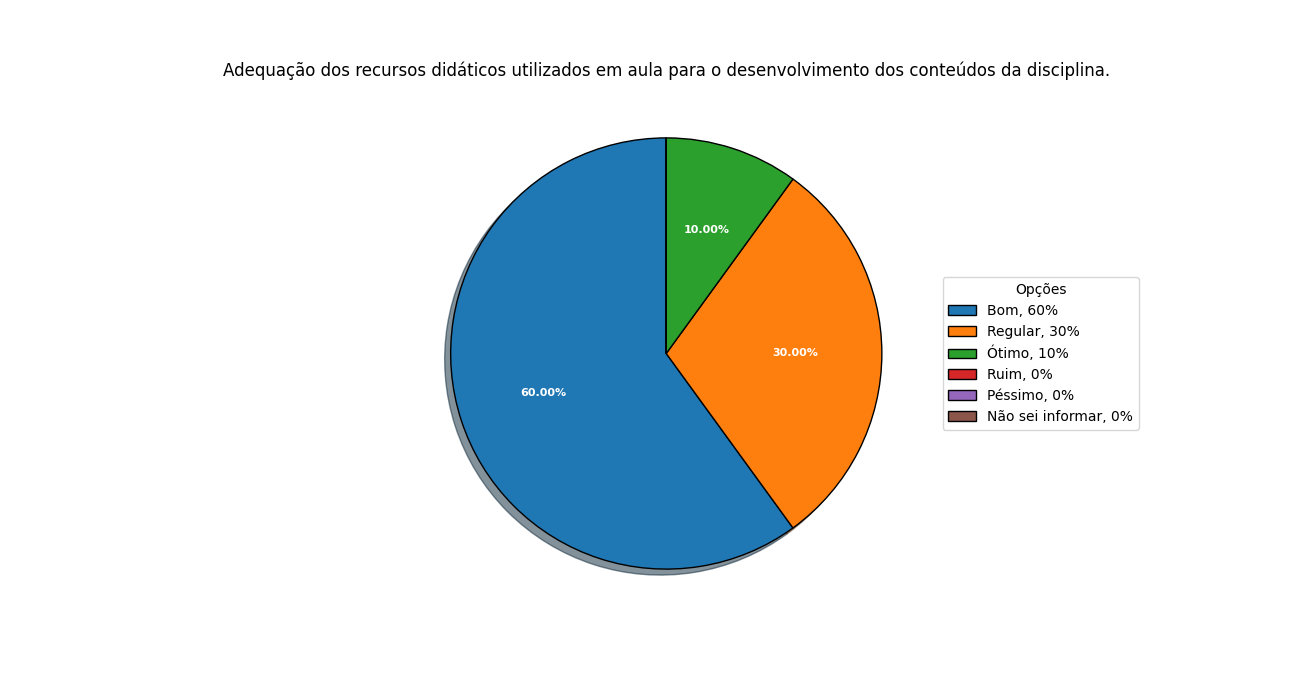 Adequação dos recursos didáticos utilizados em aula para o desenvolvimento dos conteúdos da disciplina.
10.00%
30.00%
60.00%
Opções
Bom, 60%
Regular, 30%
Ótimo, 10%
Ruim, 0%
Péssimo, 0%
Não sei informar, 0%